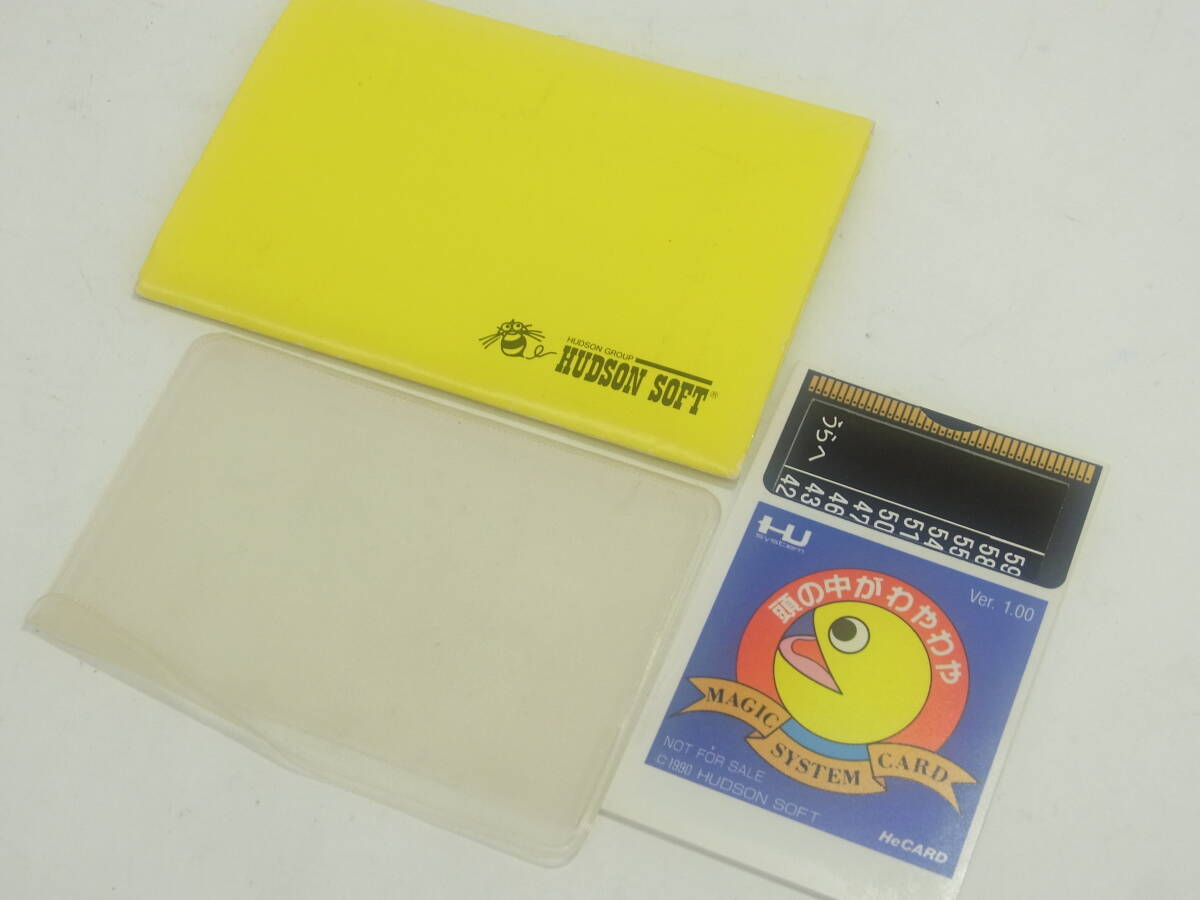 HUDSON GROUP
HUDSON SOFT®
うらへ
42 43 46 47 50 51 54 55 58 59
HU
system
Ver. 1.00
頭の中がわやわや
MAGIC SYSTEM CARD
NOT FOR SALE
© 1990 HUDSON SOFT
HeCARD